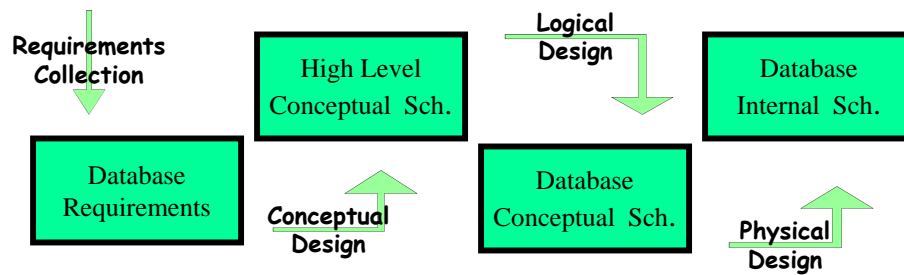 Requirements
Collection
Database
Requirements
High Level
Conceptual Sch.
Conceptual
Design
Logical
Design
Database
Conceptual Sch.
Database
Internal Sch.
Physical
Design